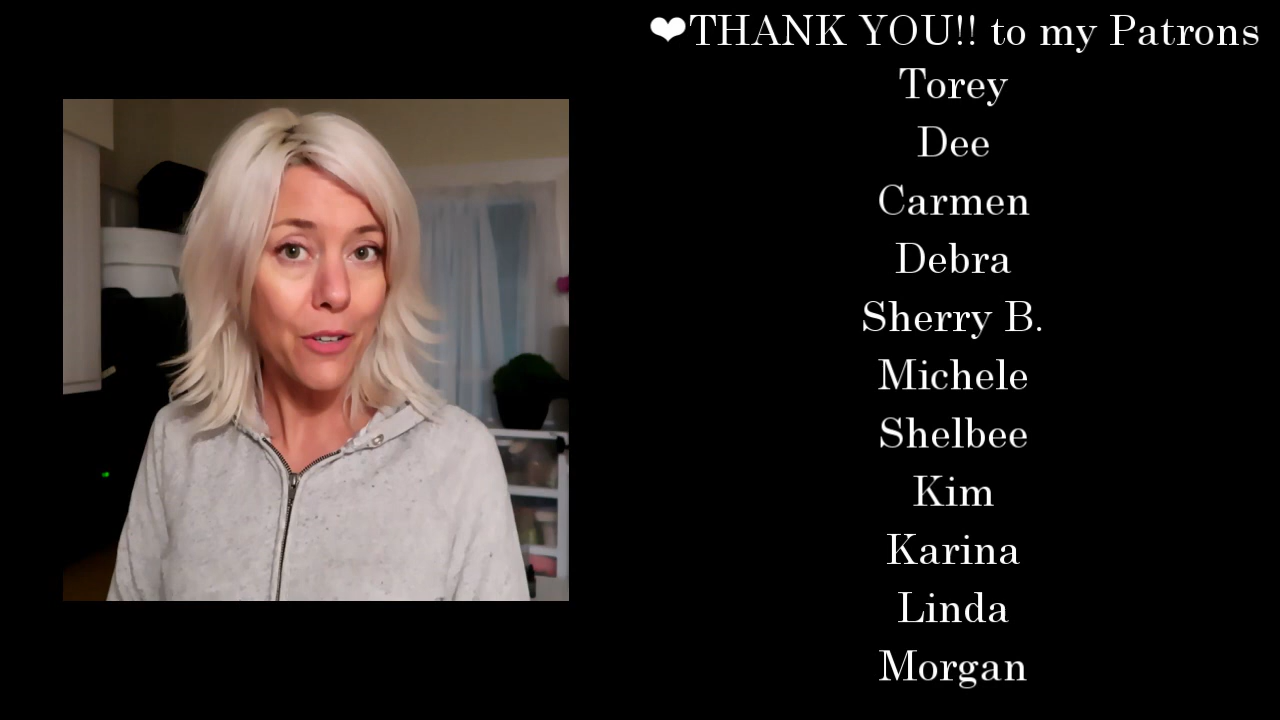 ❤THANK YOU!! to my Patrons
Torey
Dee
Carmen
Debra
Sherry B.
Michele
Shelbee
Kim
Karina
Linda
Morgan